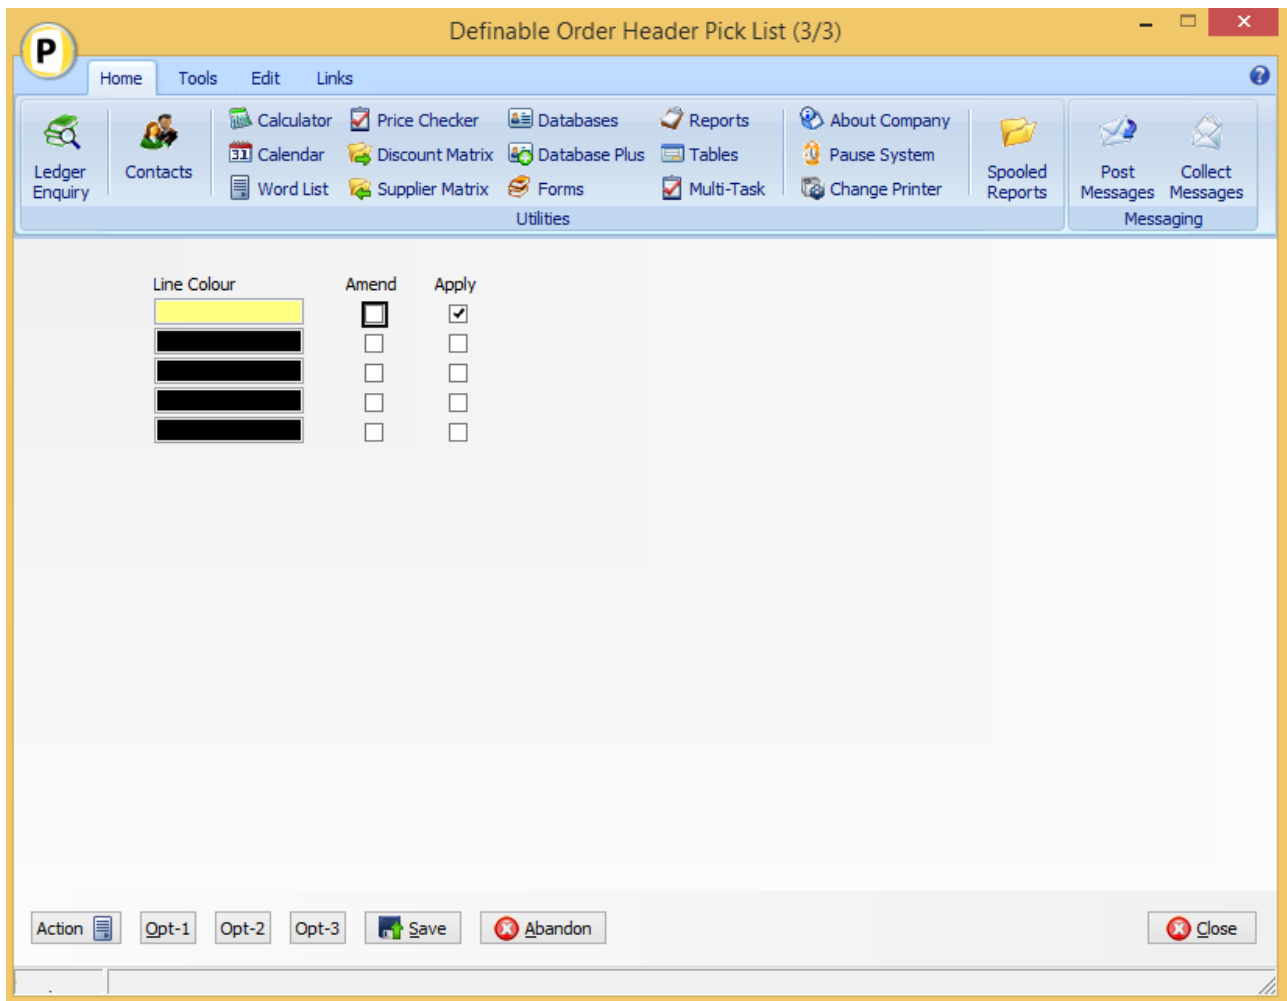 Definable Order Header Pick List (3/3)
P
Home Tools Edit Links
Ledger Enquiry
Contacts
Calculator Price Checker Databases Reports About Company
Calendar Discount Matrix Database Plus Tables Pause System
Word List Supplier Matrix Forms Multi-Task Change Printer
Spooled Reports
Post Messages
Collect Messages
Utilities Messaging
Line Colour Amend Apply
Action Opt-1 Opt-2 Opt-3 Save Abandon Close